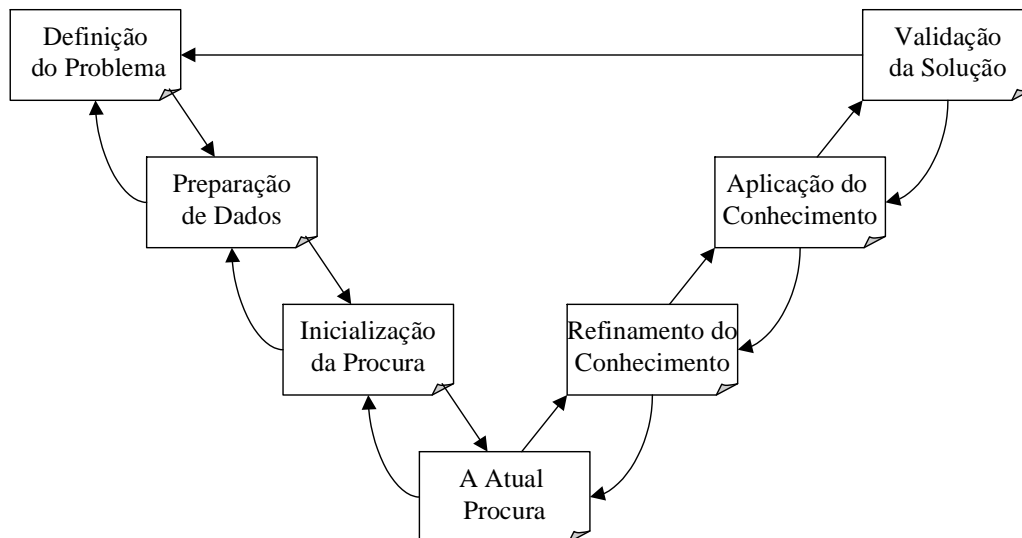 Definição
do Problema
Validação
da Solução
Preparação
de Dados
Aplicação do
Conhecimento
Inicialização
da Procura
Refinamento do
Conhecimento
A Atual
Procura